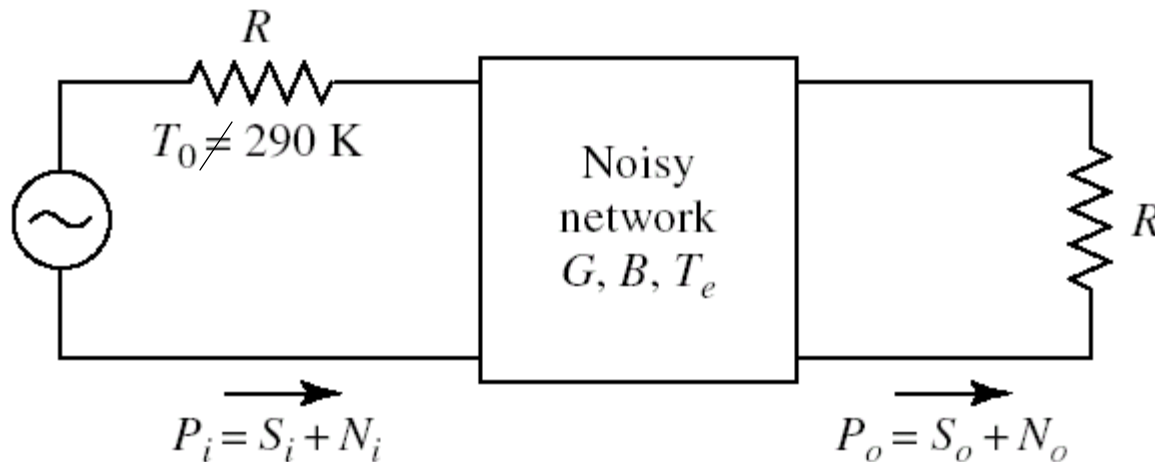 R
T₀ ≠ 290 K
Noisy
network
G, B, Tₑ
R
Pᵢ = Sᵢ + Nᵢ
Pₒ = Sₒ + Nₒ